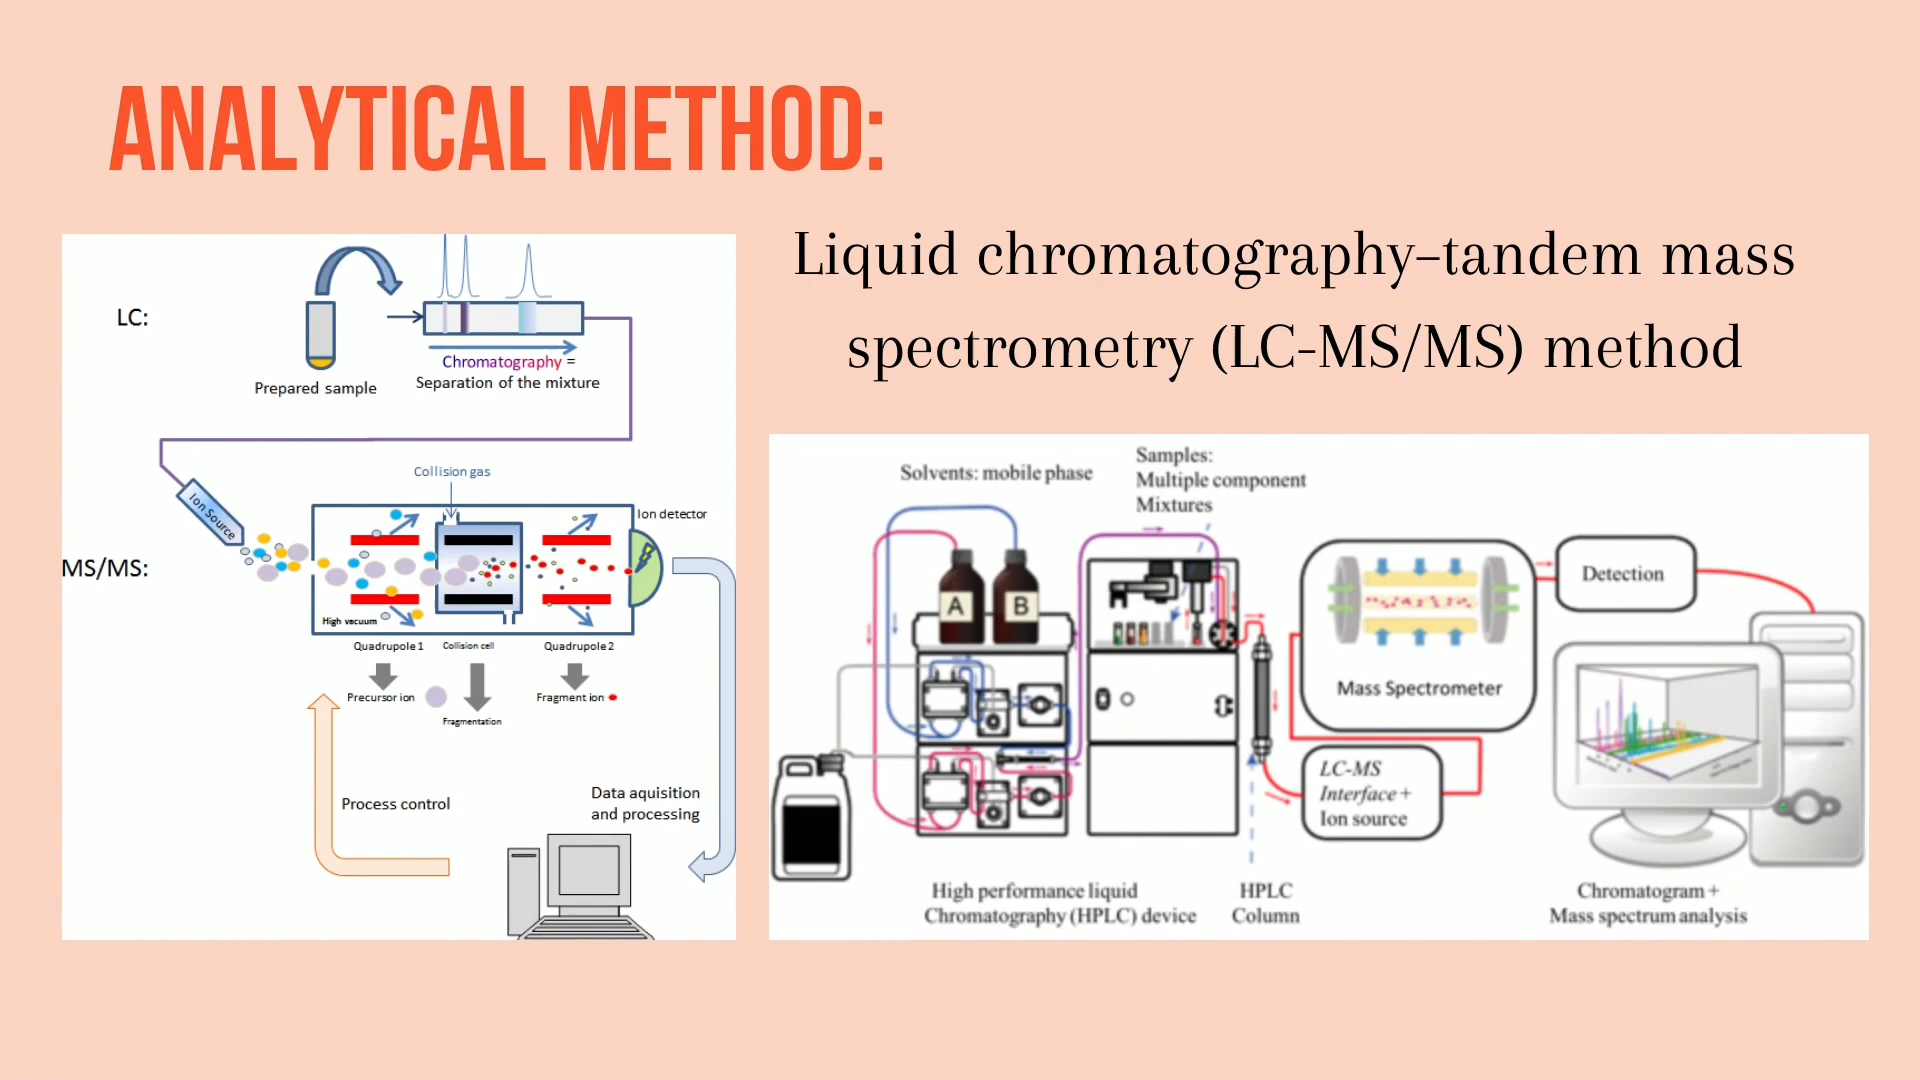 ANALYTICAL METHOD:
Liquid chromatography–tandem mass
spectrometry (LC-MS/MS) method
LC:
Prepared sample
Chromatography =
Separation of the mixture
Collision gas
Ion Source
Ion detector
MS/MS:
High vacuum
Quadrupole 1
Collision cell
Quadrupole 2
Precursor ion
Fragment ion
Fragmentation
Process control
Data aquisition
and processing
Solvents: mobile phase
Samples:
Multiple component
Mixtures
A
B
Mass Spectrometer
Detection
LC-MS
Interface +
Ion source
High performance liquid
Chromatography (HPLC) device
HPLC
Column
Chromatogram +
Mass spectrum analysis